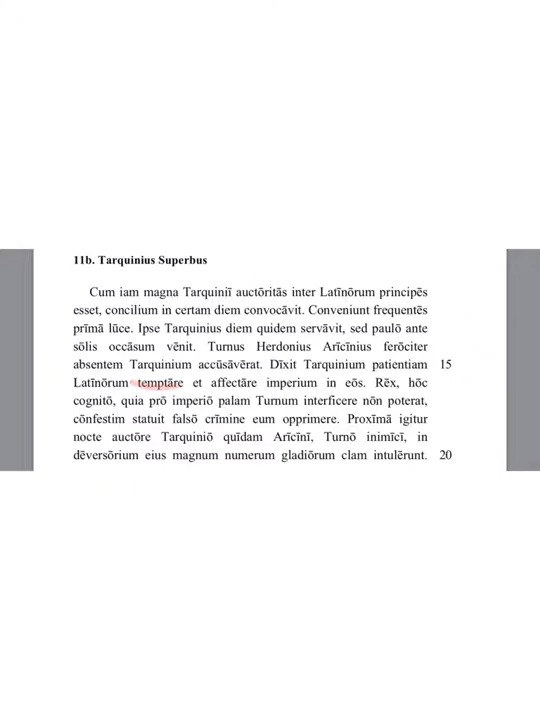 11b. Tarquinius Superbus
Cum iam magna Tarquiniī auctōritās inter Latīnōrum principēs
esset, concilium in certam diem convocāvit. Conveniunt frequentēs
prīmā lūce. Ipse Tarquinius diem quidem servāvit, sed paulō ante
sōlis occāsum vēnit. Turnus Herdonius Arīcīnius ferōciter
absentem Tarquinium accūsāverat. Dīxit Tarquinium patientiam 15
Latīnōrum temptāre et affectāre imperium in eōs. Rēx, hōc
cognitō, quia prō imperiō palam Turnum interficere nōn poterat,
cōnfestim statuit falsō crīmine eum opprimere. Proximā igitur
nocte auctōre Tarquiniō quīdam Arīcīnī, Turnō inimīcī, in
dēversōrium eius magnum numerum gladiōrum clam intulērunt. 20